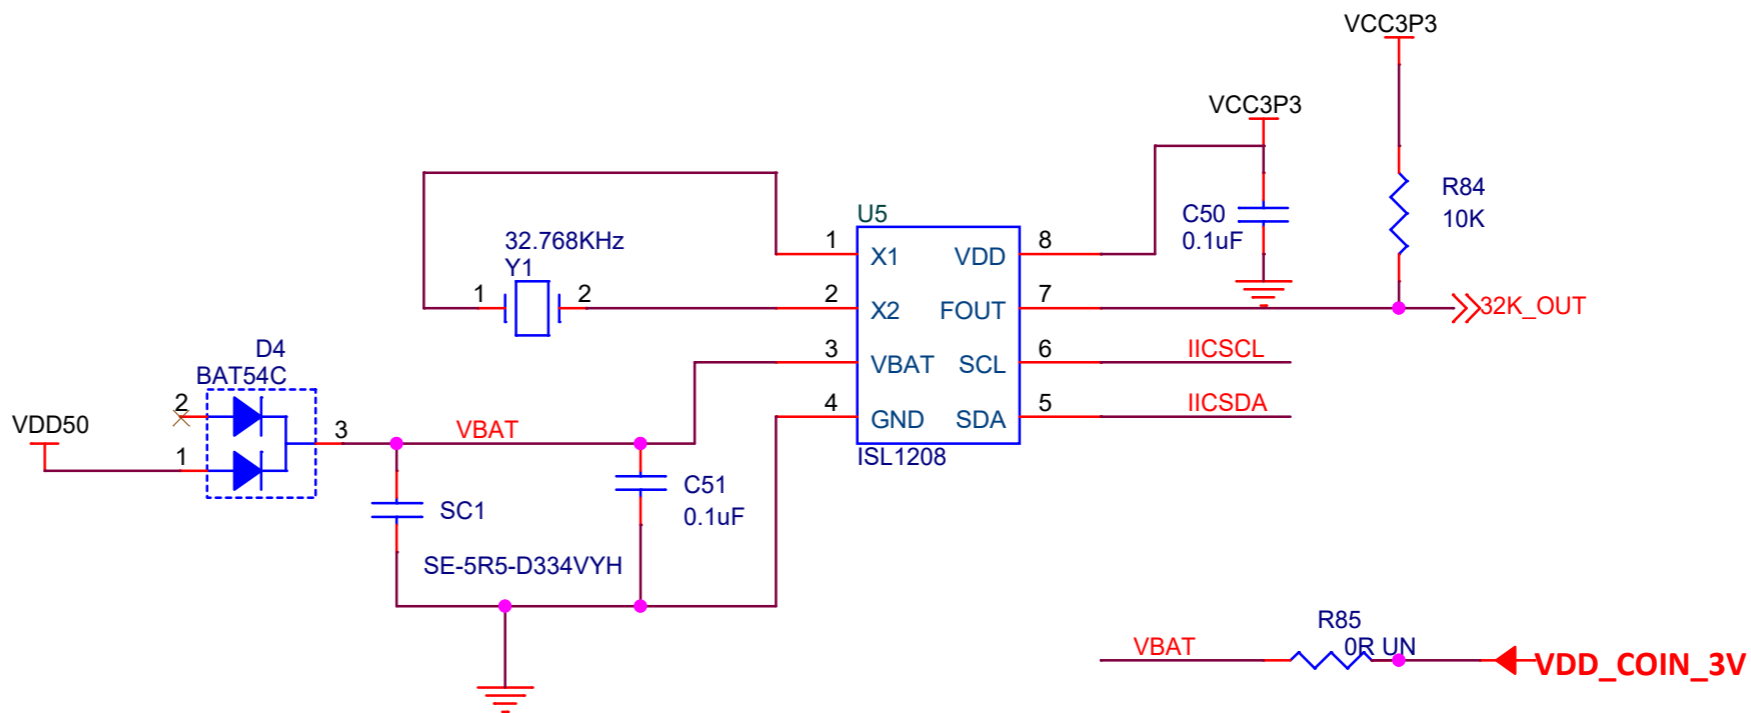 VCC3P3
VCC3P3
R84
10K
C50
0.1uF
U5
32.768KHz
Y1
1
2
1
X1
VDD
8
2
X2
FOUT
7
32K_OUT
3
VBAT
SCL
6
IICSCL
4
GND
SDA
5
IICSDA
ISL1208
D4
BAT54C
2
VDD50
1
3
VBAT
SC1
SE-5R5-D334VYH
C51
0.1uF
R85
0R UN
VBAT
VDD_COIN_3V